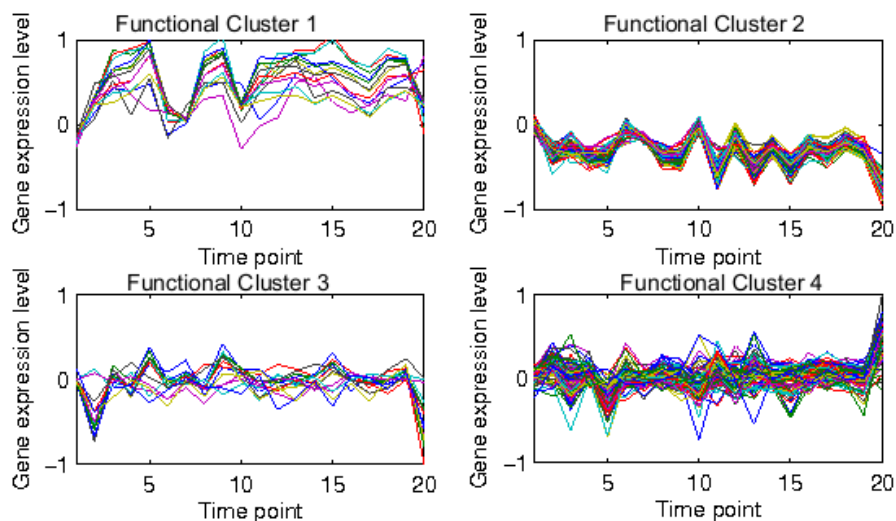 Functional Cluster 1
Gene expression level
1
0
−1
5
10
15
20
Time point
Functional Cluster 2
Gene expression level
1
0
−1
5
10
15
20
Time point
Functional Cluster 3
Gene expression level
1
0
−1
5
10
15
20
Time point
Functional Cluster 4
Gene expression level
1
0
−1
5
10
15
20
Time point